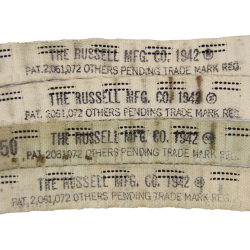 THE RUSSELL MFG. CO. 1942 ®
PAT. 2,061,072 OTHERS PENDING TRADE MARK REG.
THE RUSSELL MFG. CO. 1942 ®
PAT. 2,061,072 OTHERS PENDING TRADE MARK REG.
50 THE RUSSELL MFG. CO. 1942 ®
PAT. 2,061,072 OTHERS PENDING TRADE MARK REG.
THE RUSSELL MFG. CO. 1942 ®
PAT. 2,061,072 OTHERS PENDING TRADE MARK REG.